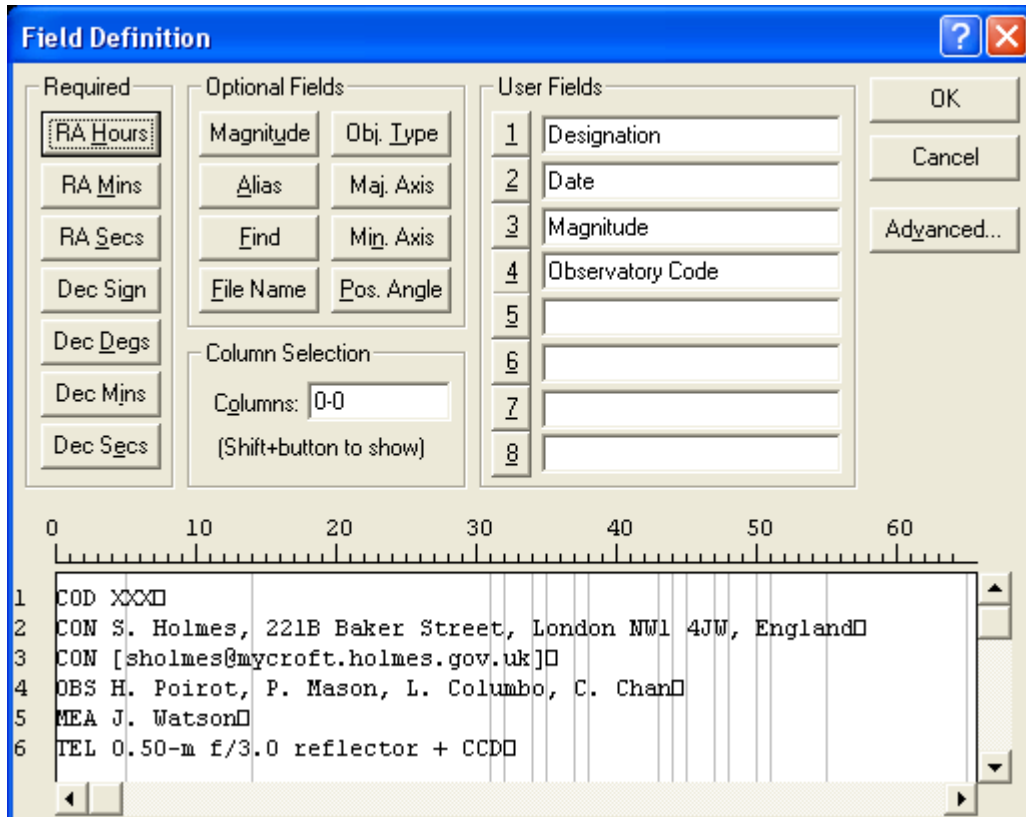 Field Definition
Required
RA Hours
RA Mins
RA Secs
Dec Sign
Dec Degs
Dec Mins
Dec Secs
Optional Fields
Magnitude Obj. Type
Alias Maj. Axis
Find Min. Axis
File Name Pos. Angle
Column Selection
Columns: 0-0
(Shift+button to show)
User Fields
1 Designation
2 Date
3 Magnitude
4 Observatory Code
5
6
7
8
OK
Cancel
Advanced...
0 10 20 30 40 50 60
1 COD XXX
2 CON S. Holmes, 221B Baker Street, London NW1 4JW, England
3 CON [sholmes@mycroft.holmes.gov.uk]
4 OBS H. Poirot, P. Mason, L. Columbo, C. Chan
5 MEA J. Watson
6 TEL 0.50-m f/3.0 reflector + CCD